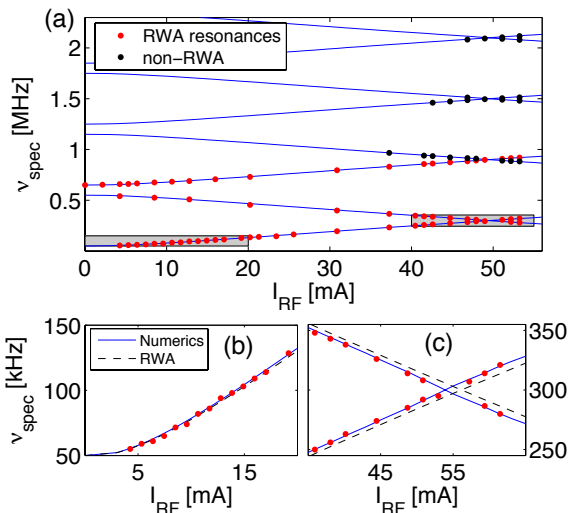 (a)
RWA resonances
non−RWA
2
1.5
1
0.5
ν_spec [MHz]
0 10 20 30 40 50
I_RF [mA]
(b)
Numerics
RWA
150
100
50
ν_spec [kHz]
5 15
I_RF [mA]
(c)
350
300
250
45 55
I_RF [mA]